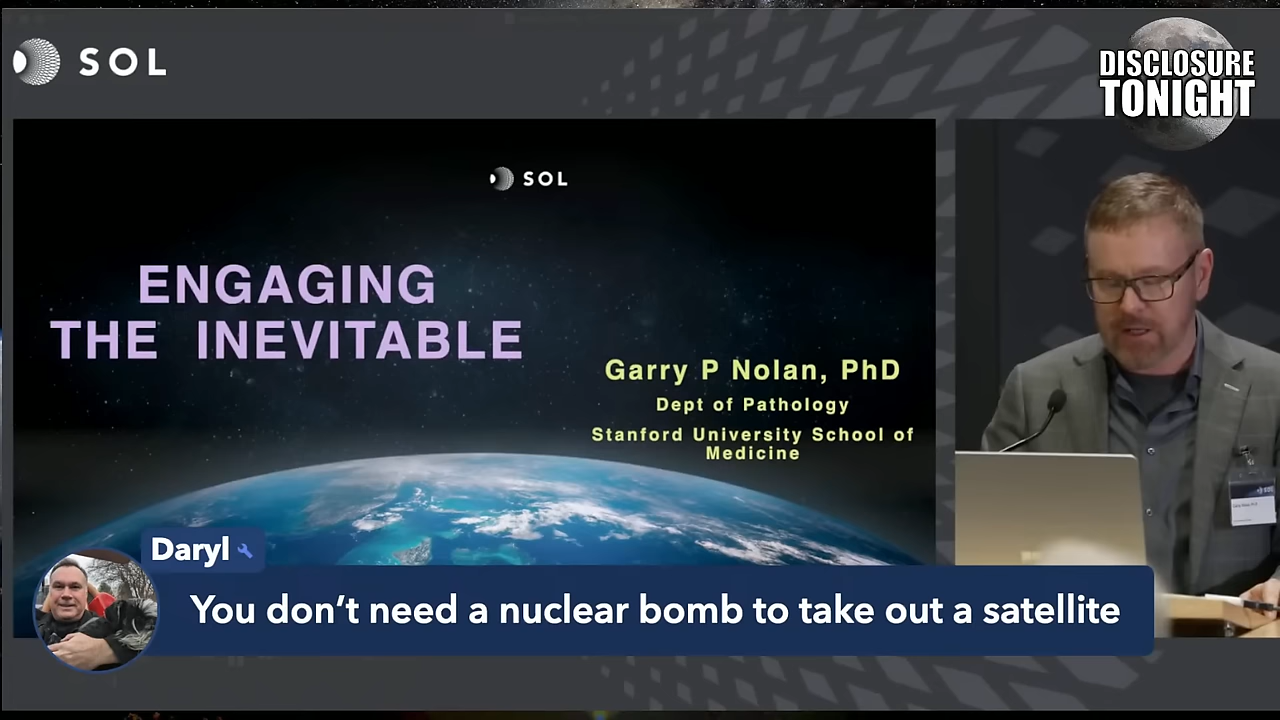 SOL
DISCLOSURE
TONIGHT
SOL
ENGAGING
THE INEVITABLE
Garry P Nolan, PhD
Dept of Pathology
Stanford University School of
Medicine
Daryl
You don't need a nuclear bomb to take out a satellite